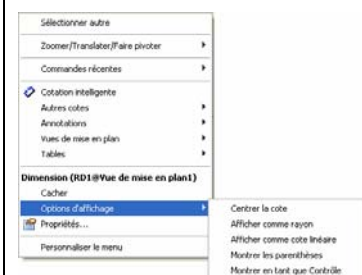 Sélectionner autre
Zoomer/Translater/Faire pivoter
Commandes récentes
Cotation intelligente
Autres cotes
Annotations
Vues de mise en plan
Tables
Dimension (RD1@Vue de mise en plan1)
Cacher
Options d'affichage
Propriétés...
Personnaliser le menu
Centrer la cote
Afficher comme rayon
Afficher comme cote linéaire
Montrer les parenthèses
Montrer en tant que Contrôle